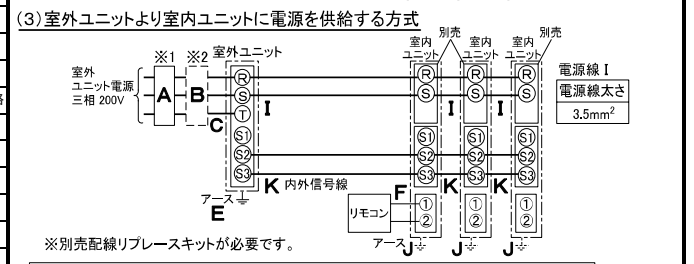 (3)室外ユニットより室内ユニットに電源を供給する方式
※1 ※2 室外ユニット
室外
ユニット電源
三相 200V
A
B
C
R
S
T
S1
S2
S3
I
K 内外信号線
アース
E
別売
室内
ユニット
室内
ユニット
別売
室内
ユニット
R
S
S1
S2
S3
①
②
I
K
R
S
S1
S2
S3
①
②
I
K
R
S
S1
S2
S3
①
②
F
リモコン
アース
J
J
J
電源線 I
電源線太さ
3.5mm²
※別売配線リプレースキットが必要です。
格